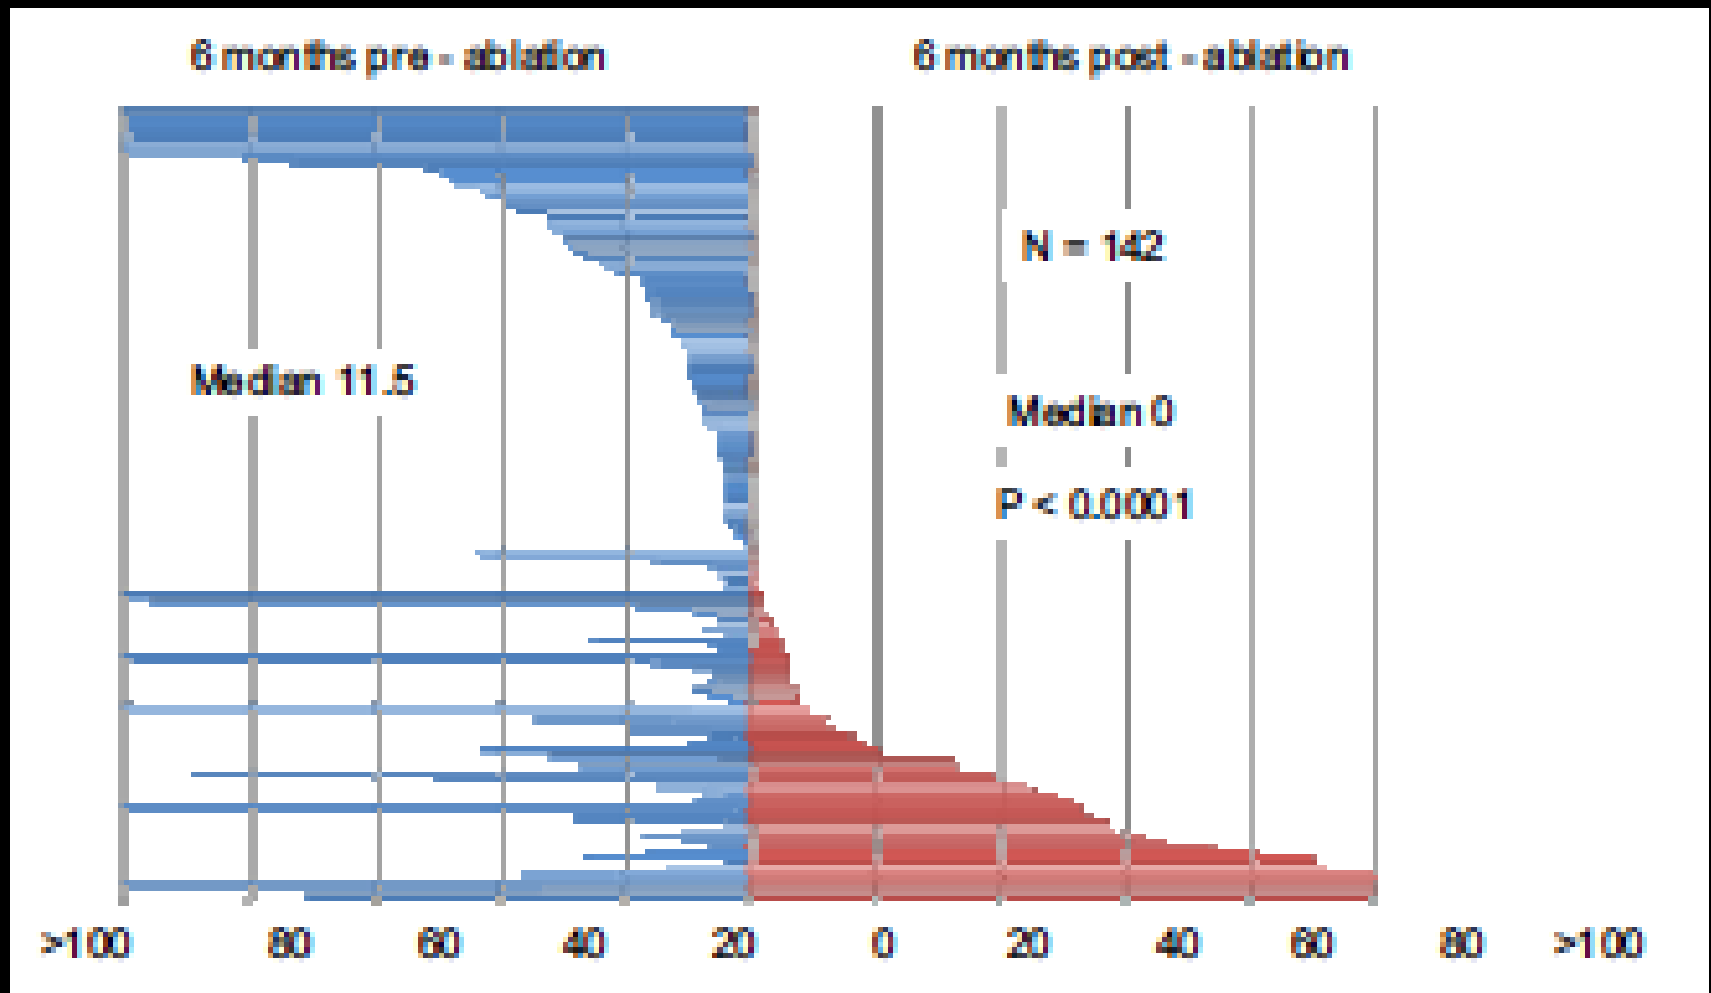 6 months pre - ablation
6 months post - ablation
N = 142
Median 11.5
Median 0
P < 0.0001
>100 80 60 40 20 0 20 40 60 80 >100